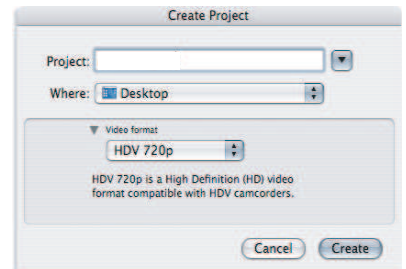 Create Project
Project:
Where: Desktop
Video format
HDV 720p
HDV 720p is a High Definition (HD) video
format compatible with HDV camcorders.
Cancel Create